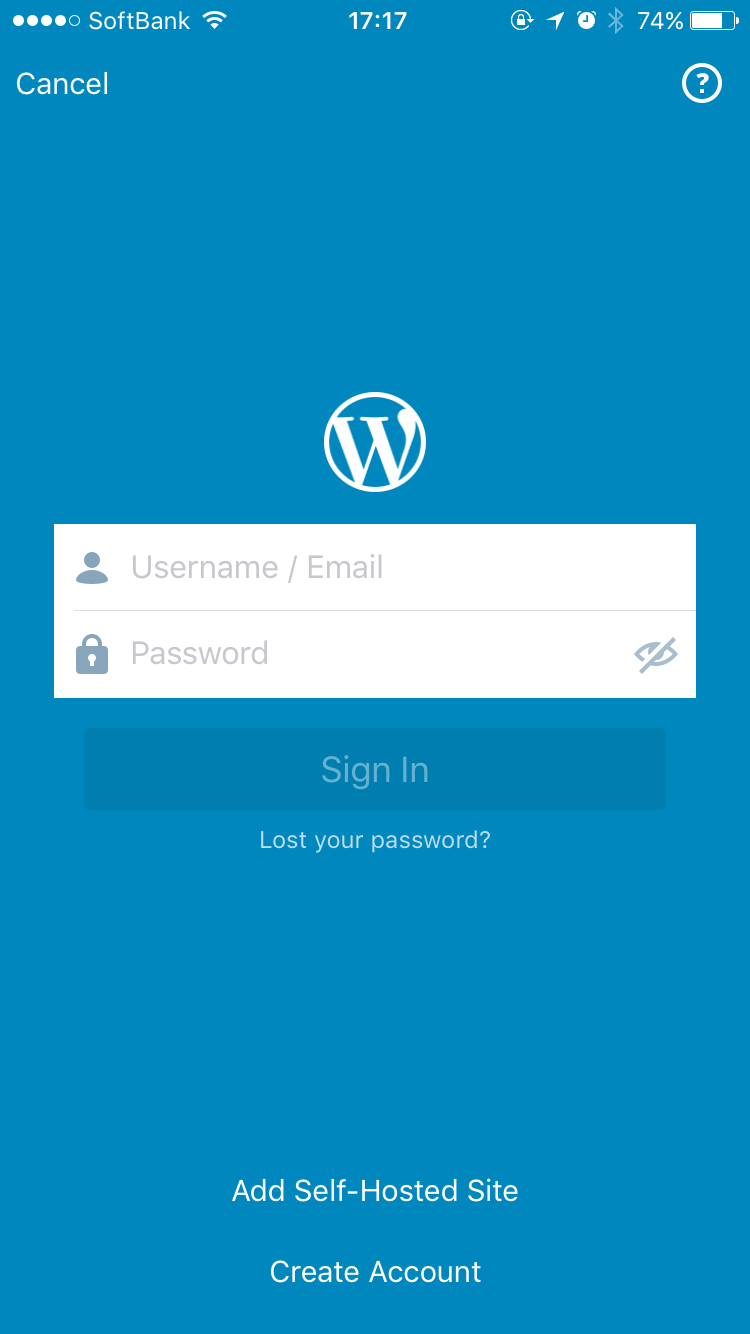 SoftBank 17:17 74%
Cancel ?
W
Username / Email
Password
Sign In
Lost your password?
Add Self-Hosted Site
Create Account